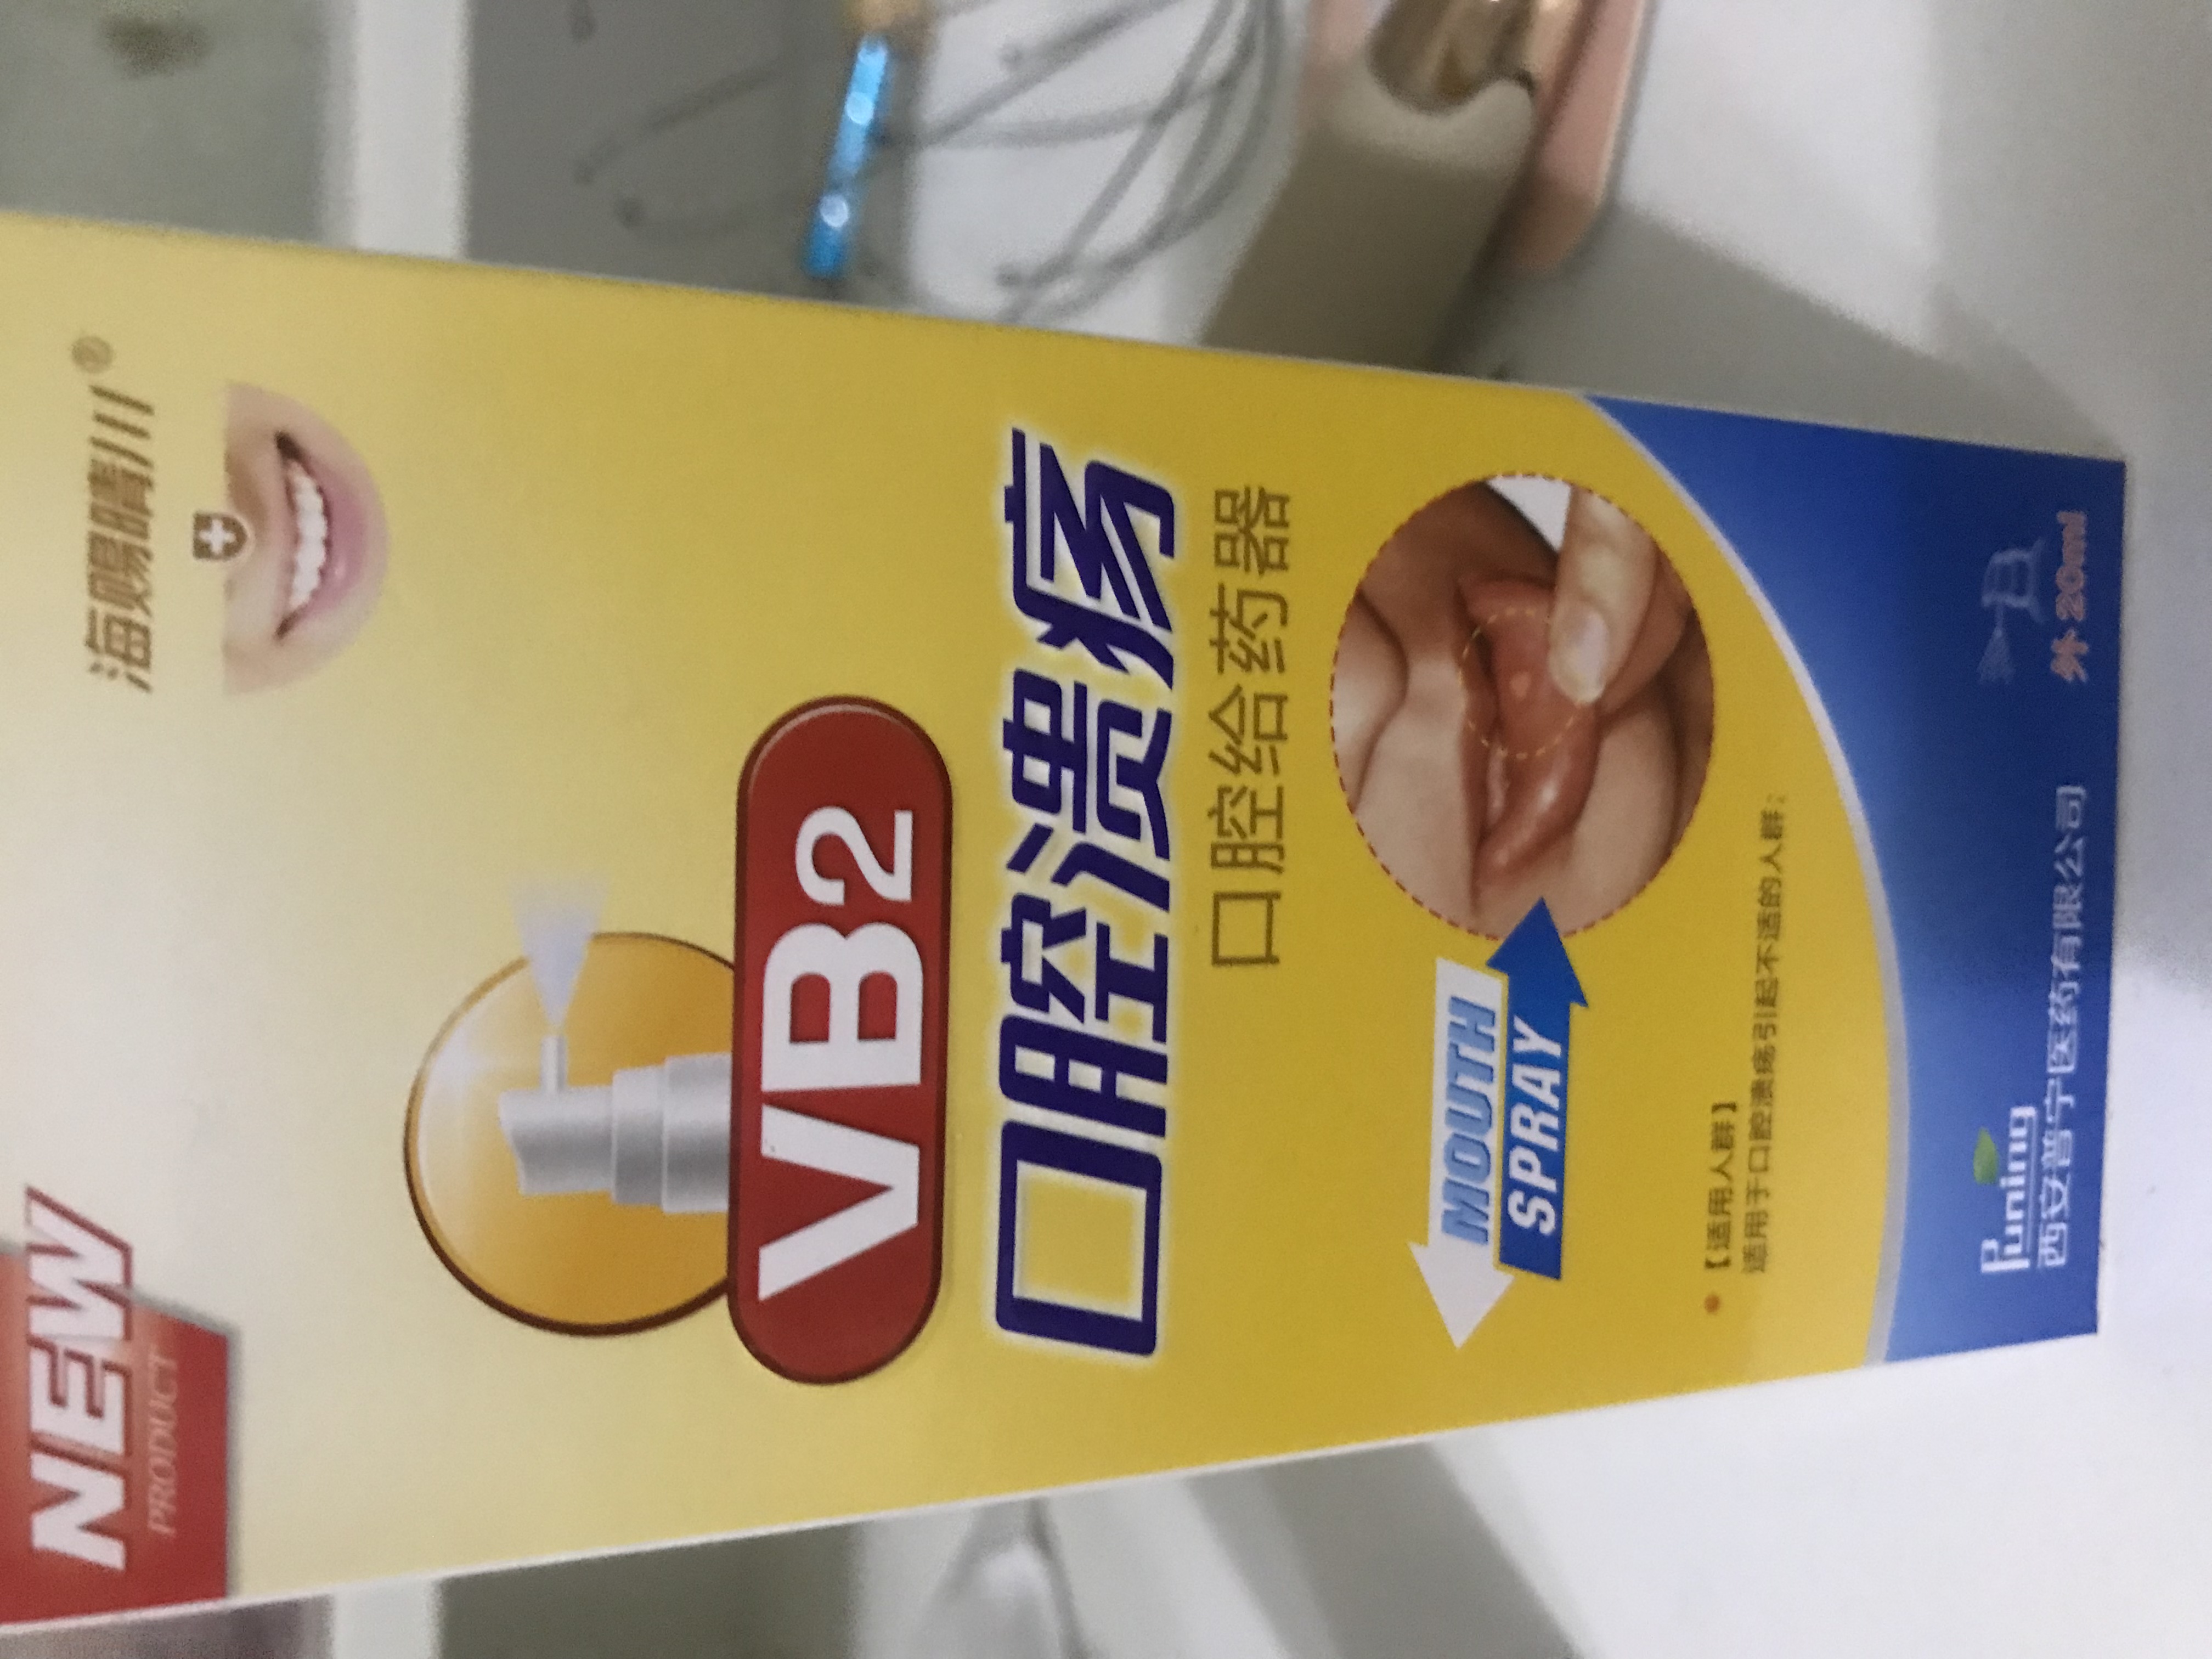 NEW
PRODUCT
海赐晴川®
VB2
口腔溃疡
口腔给药器
MOUTH
SPRAY
【适用人群】
适用于口腔溃疡引起不适的人群；
Puning
西安普宁医药有限公司
外 20ml